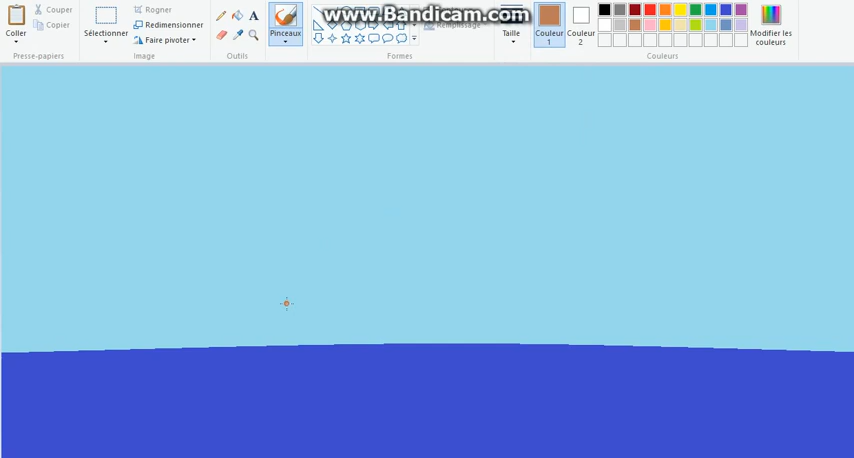 www.Bandicam.com
Coller
Couper
Copier
Presse-papiers
Sélectionner
Rogner
Redimensionner
Faire pivoter
Image
A
Outils
Pinceaux
Remplissage
Formes
Taille
Couleur
1
Couleur
2
Modifier les
couleurs
Couleurs